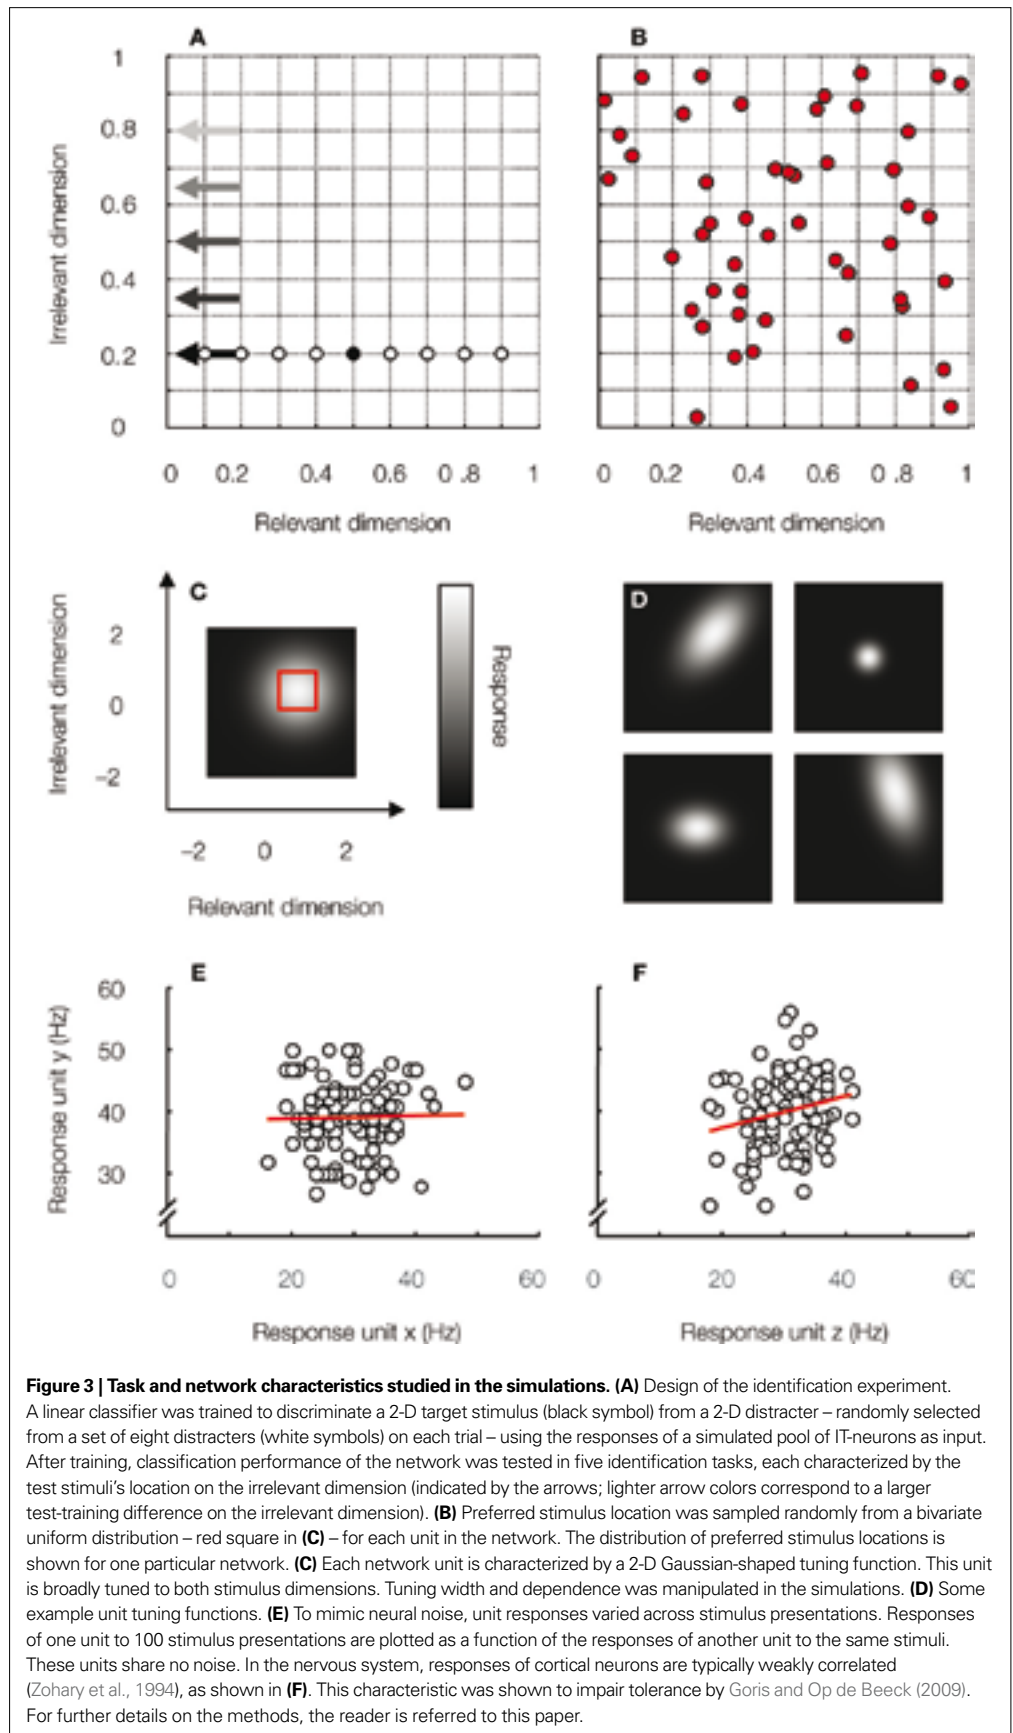 A
B
1
0.8
0.6
0.4
0.2
0
Irrelevant dimension
0 0.2 0.4 0.6 0 .8 1
0 0.2 0.4 0.6 0 .8 1
Relevant dimension
Relevant dimension
C
D
Irrelevant dimension
2
0
−2
Response
−2 0 2
Relevant dimension
E
F
Response unit y (Hz)
60
50
40
30
0 20 40 60
0 20 40 60
Response unit x (Hz)
Response unit z (Hz)
Figure 3 | Task and network characteristics studied in the simulations. (A) Design of the identification experiment.
A linear classifier was trained to discriminate a 2-D target stimulus (black symbol) from a 2-D distracter – randomly selected
from a set of eight distracters (white symbols) on each trial – using the responses of a simulated pool of IT-neurons as input.
After training, classification performance of the network was tested in five identification tasks, each characterized by the
test stimuli’s location on the irrelevant dimension (indicated by the arrows; lighter arrow colors correspond to a larger
test-training difference on the irrelevant dimension). (B) Preferred stimulus location was sampled randomly from a bivariate
uniform distribution – red square in (C) – for each unit in the network. The distribution of preferred stimulus locations is
shown for one particular network. (C) Each network unit is characterized by a 2-D Gaussian-shaped tuning function. This unit
is broadly tuned to both stimulus dimensions. Tuning width and dependence was manipulated in the simulations. (D) Some
example unit tuning functions. (E) To mimic neural noise, unit responses varied across stimulus presentations. Responses
of one unit to 100 stimulus presentations are plotted as a function of the responses of another unit to the same stimuli.
These units share no noise. In the nervous system, responses of cortical neurons are typically weakly correlated
(Zohary et al., 1994), as shown in (F). This characteristic was shown to impair tolerance by Goris and Op de Beeck (2009).
For further details on the methods, the reader is referred to this paper.